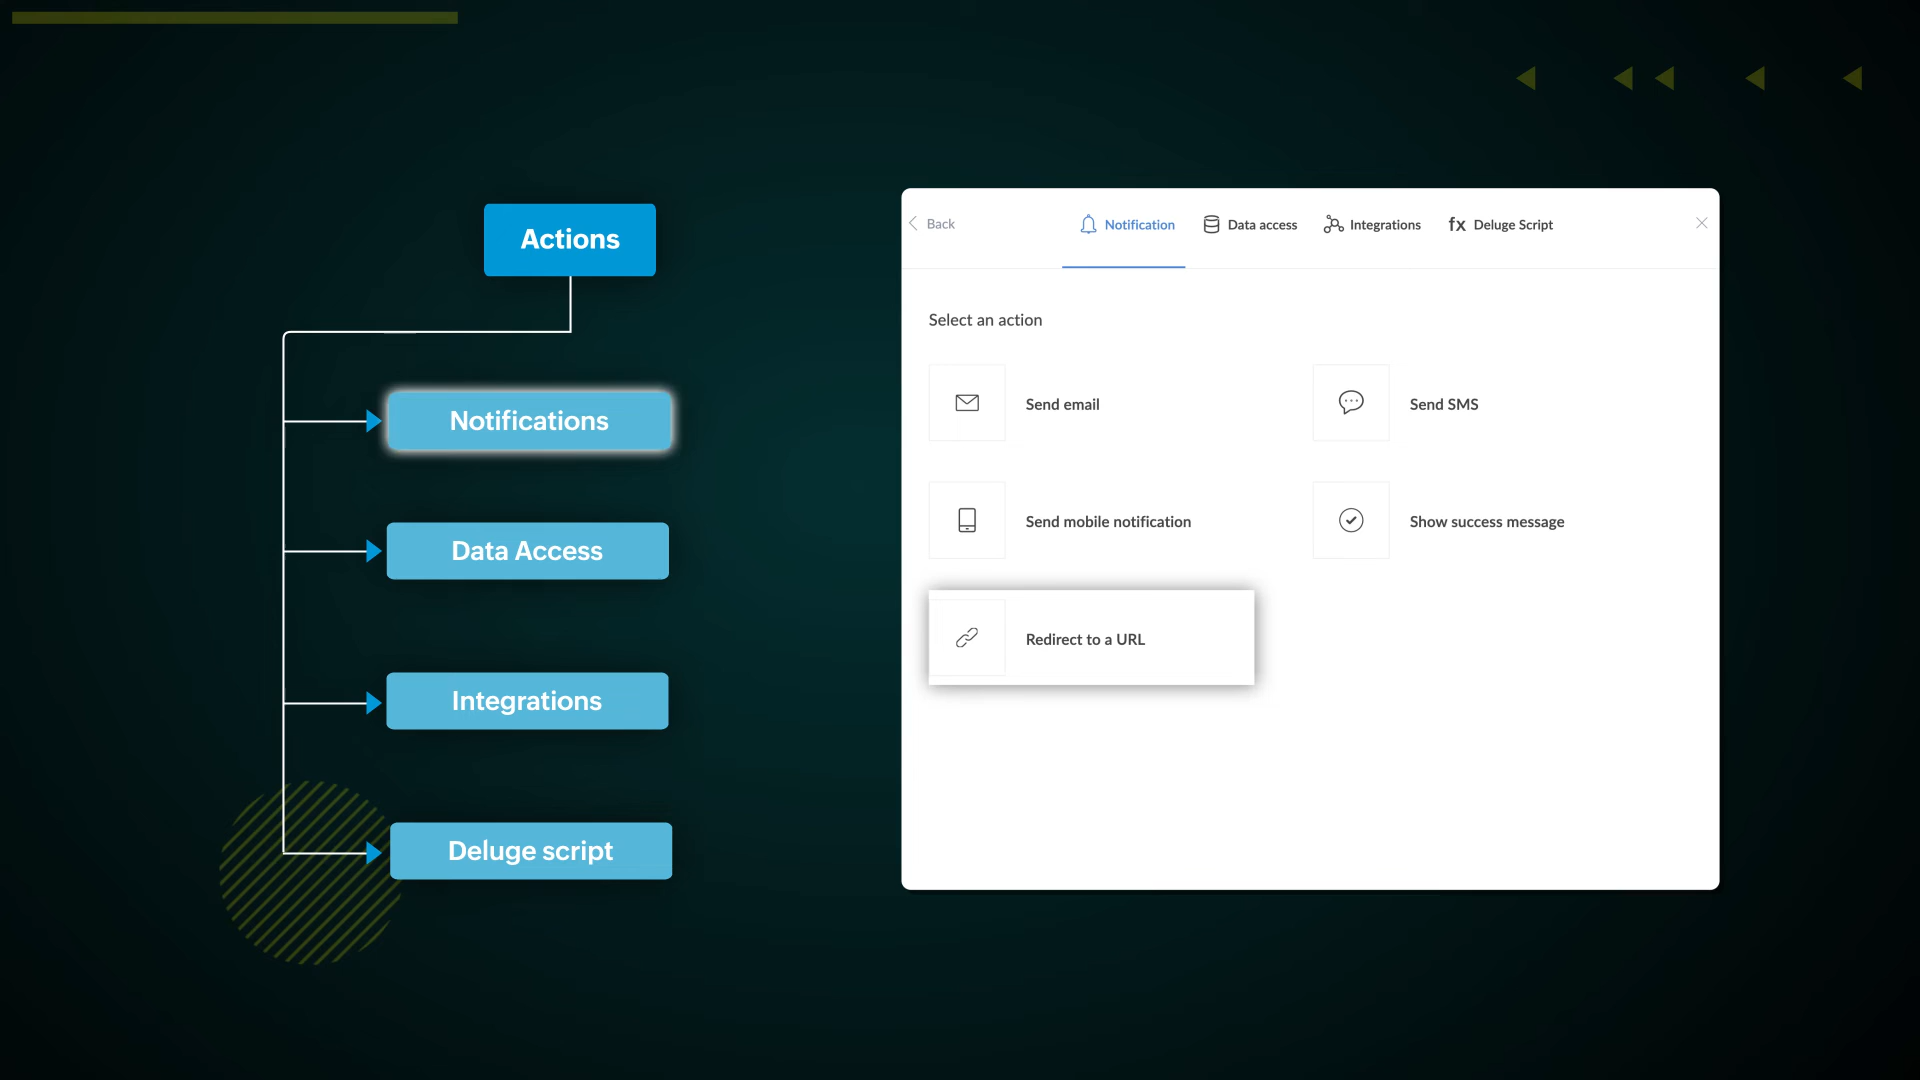 Actions
Notifications
Data Access
Integrations
Deluge script
Back
Notification
Data access
Integrations
fx Deluge Script
Select an action
Send email
Send SMS
Send mobile notification
Show success message
Redirect to a URL